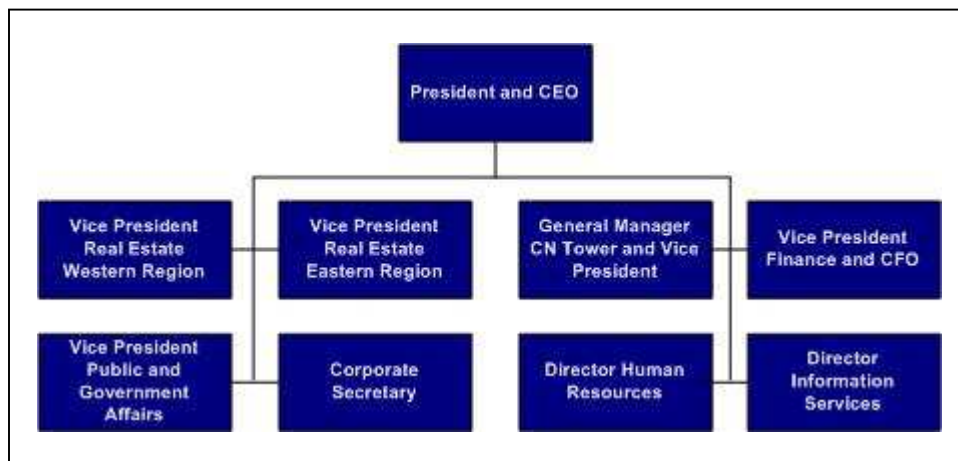 President and CEO
Vice President
Real Estate
Western Region
Vice President
Real Estate
Eastern Region
General Manager
CN Tower and Vice
President
Vice President
Finance and CFO
Vice President
Public and
Government
Affairs
Corporate
Secretary
Director Human
Resources
Director
Information
Services